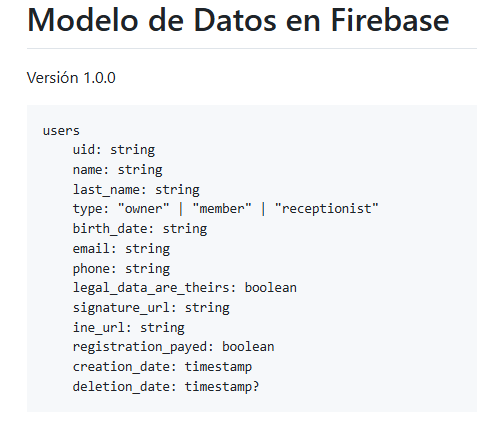 Modelo de Datos en Firebase
Versión 1.0.0
users
uid: string
name: string
last_name: string
type: "owner" | "member" | "receptionist"
birth_date: string
email: string
phone: string
legal_data_are_theirs: boolean
signature_url: string
ine_url: string
registration_payed: boolean
creation_date: timestamp
deletion_date: timestamp?